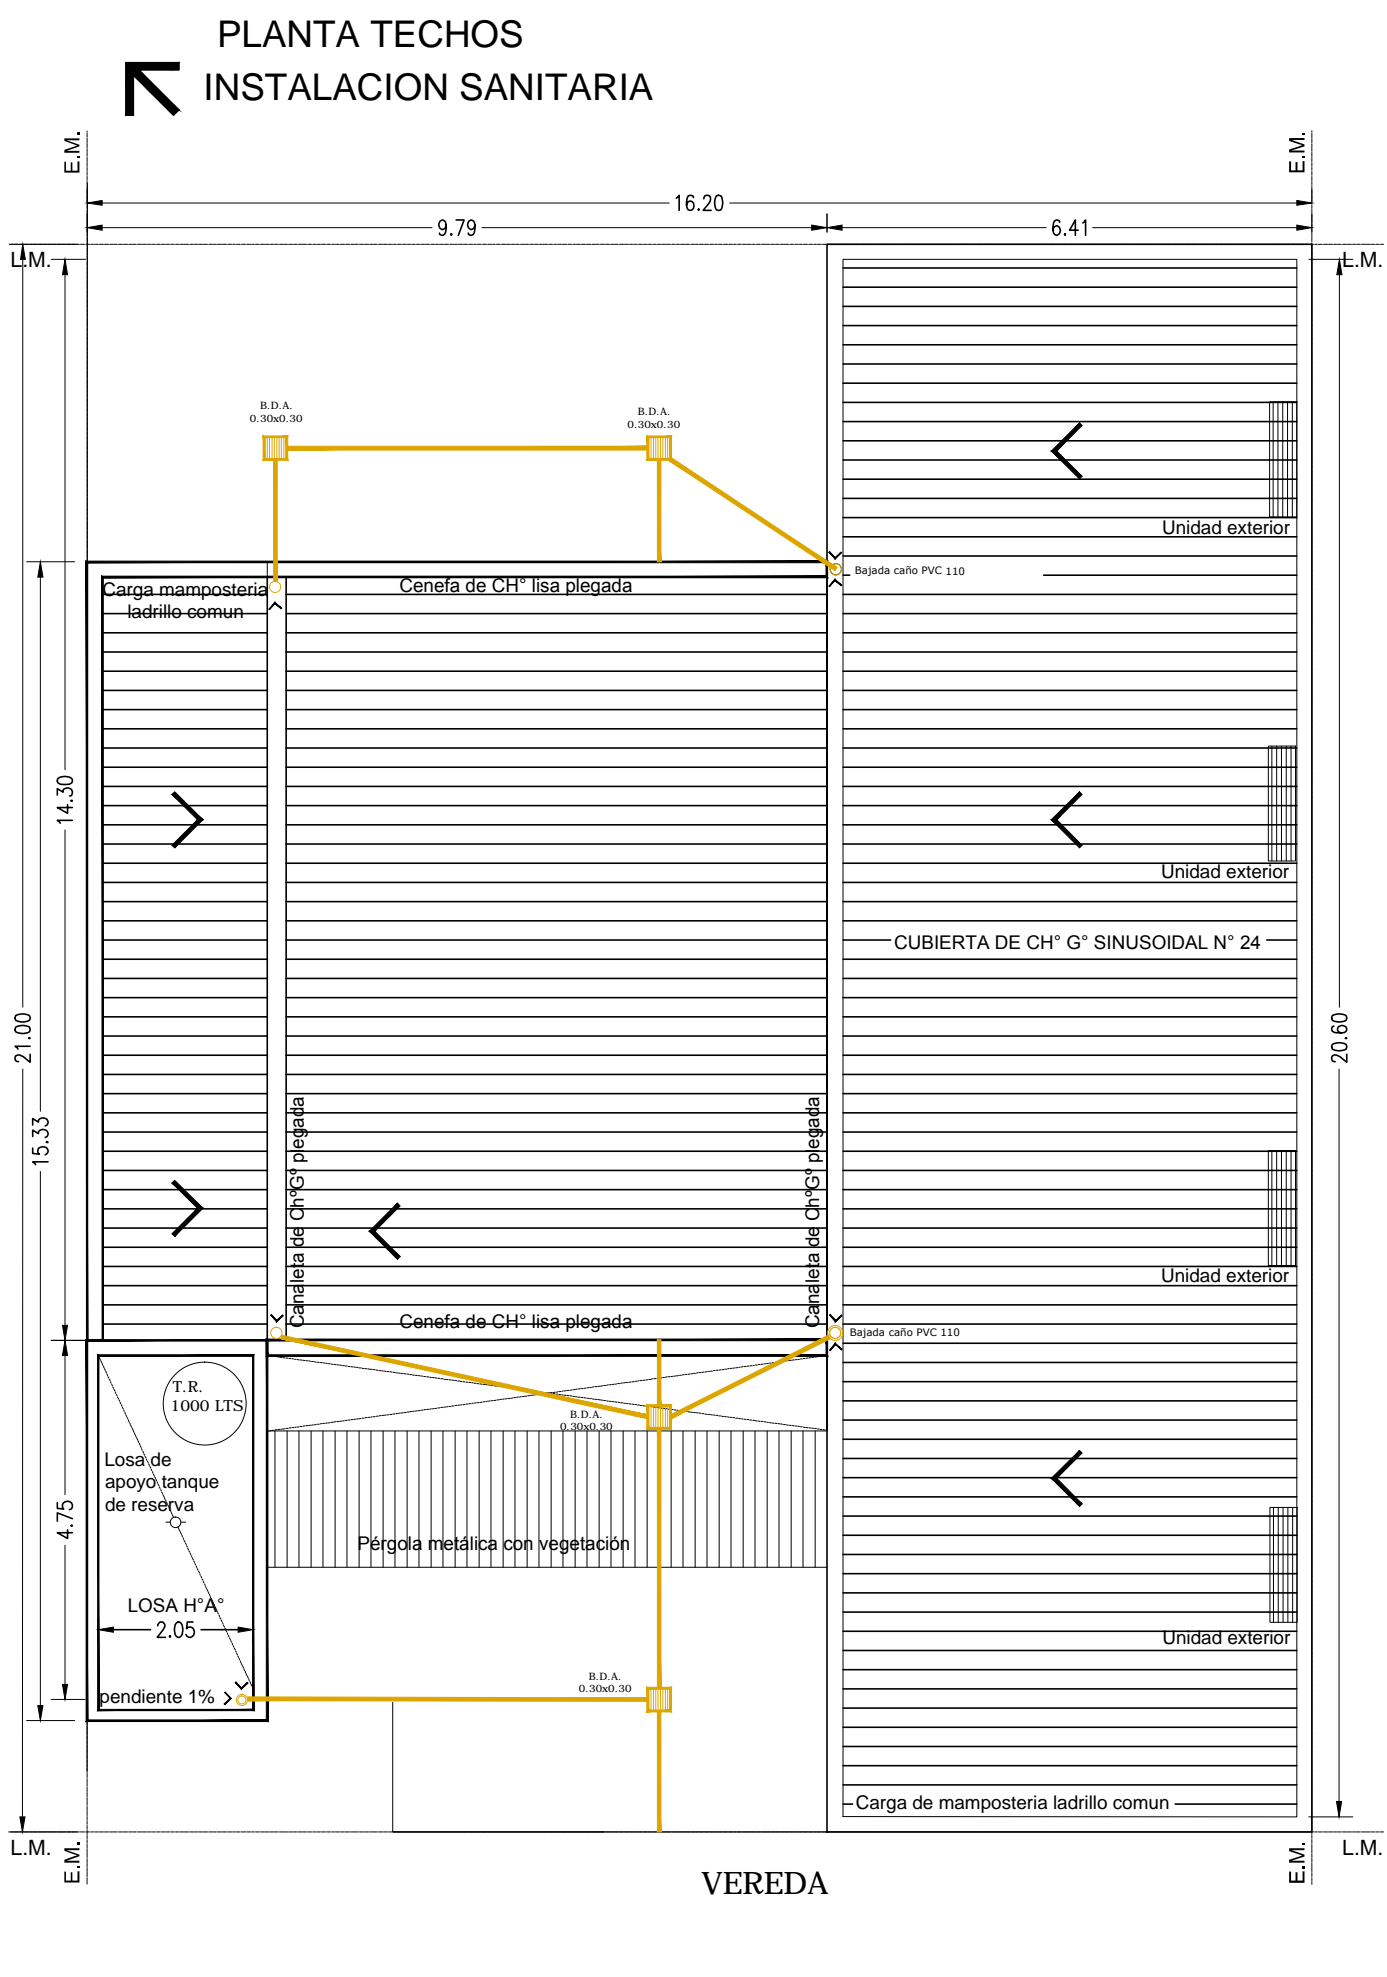 PLANTA TECHOS
INSTALACION SANITARIA
E.M.
E.M.
16.20
9.79
6.41
L.M.
L.M.
B.D.A.
0.30x0.30
B.D.A.
0.30x0.30
Unidad exterior
Bajada caño PVC 110
Carga mamposteria
ladrillo comun
Cenefa de CH° lisa plegada
14.30
Unidad exterior
CUBIERTA DE CH° G° SINUSOIDAL N° 24
21.00
20.60
15.33
Canaleta de Ch°G° plegada
Canaleta de Ch°G° plegada
Unidad exterior
Cenefa de CH° lisa plegada
Bajada caño PVC 110
T.R.
1000 LTS
B.D.A.
0.30x0.30
Losa de
apoyo tanque
de reserva
4.75
Pérgola metálica con vegetación
LOSA H°A°
2.05
Unidad exterior
B.D.A.
0.30x0.30
pendiente 1%
Carga de mamposteria ladrillo comun
L.M.
E.M.
E.M.
L.M.
VEREDA